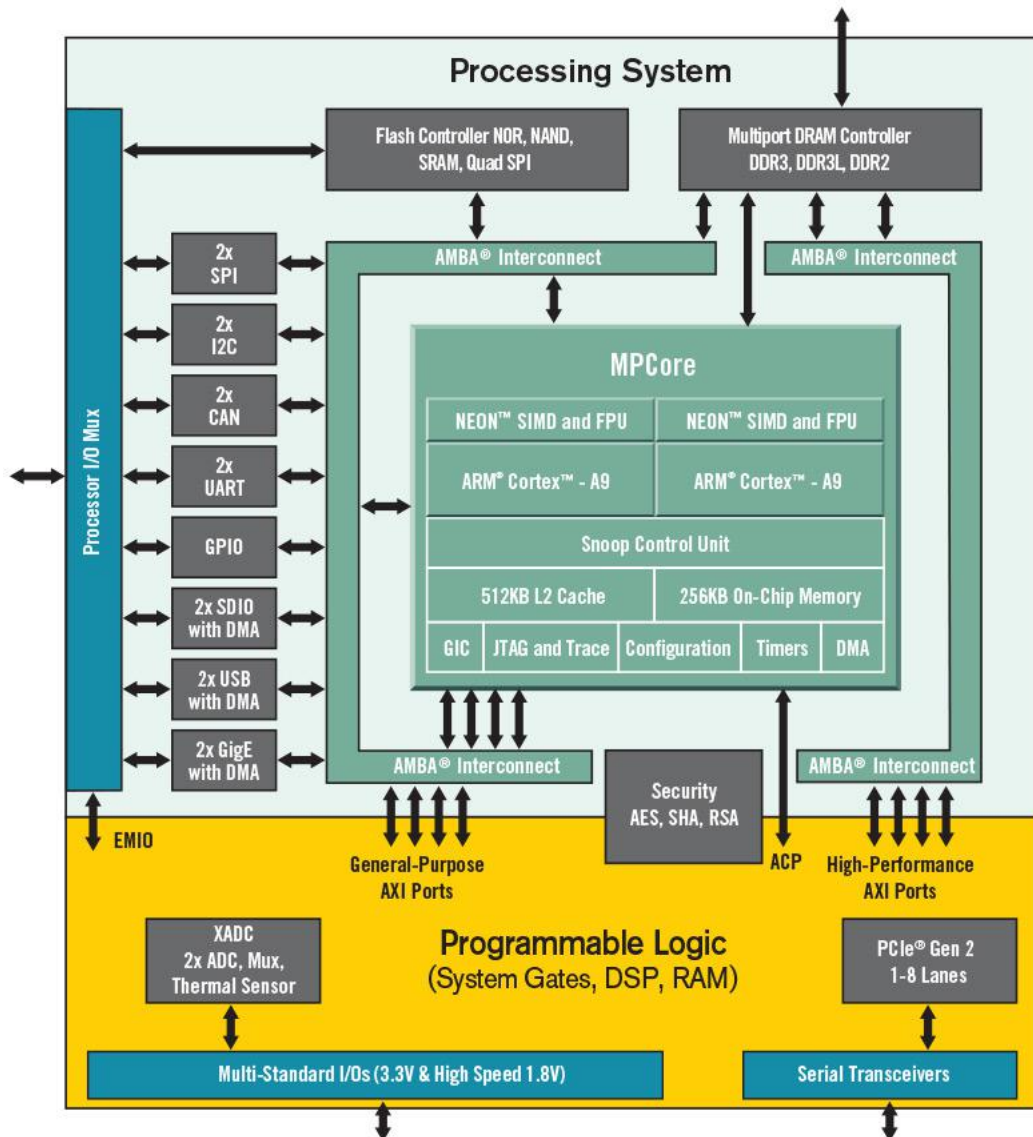 Processing System
Flash Controller NOR, NAND,
SRAM, Quad SPI
Multiport DRAM Controller
DDR3, DDR3L, DDR2
AMBA® Interconnect
AMBA® Interconnect
Processor I/O Mux
2x
SPI
2x
I2C
2x
CAN
2x
UART
GPIO
2x SDIO
with DMA
2x USB
with DMA
2x GigE
with DMA
MPCore
NEON™ SIMD and FPU
NEON™ SIMD and FPU
ARM® Cortex™ - A9
ARM® Cortex™ - A9
Snoop Control Unit
512KB L2 Cache
256KB On-Chip Memory
GIC
JTAG and Trace
Configuration
Timers
DMA
AMBA® Interconnect
AMBA® Interconnect
Security
AES, SHA, RSA
EMIO
General-Purpose
AXI Ports
ACP
High-Performance
AXI Ports
XADC
2x ADC, Mux,
Thermal Sensor
Programmable Logic
(System Gates, DSP, RAM)
PCIe® Gen 2
1-8 Lanes
Multi-Standard I/Os (3.3V & High Speed 1.8V)
Serial Transceivers